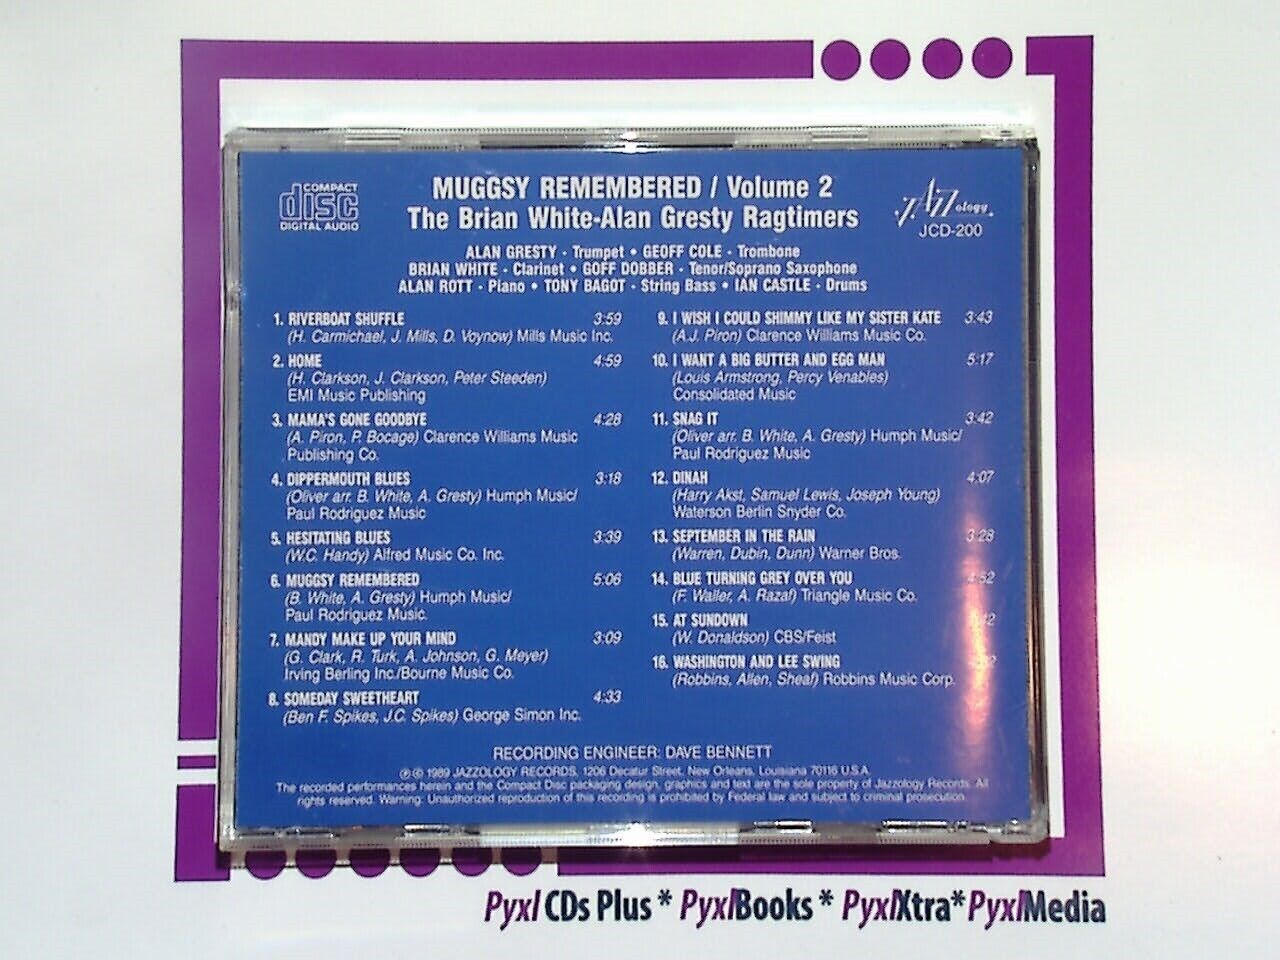 COMPACT
disc
DIGITAL AUDIO
MUGGSY REMEMBERED / Volume 2
The Brian White-Alan Gresty Ragtimers
Jazzology
JCD-200
ALAN GRESTY - Trumpet • GEOFF COLE - Trombone
BRIAN WHITE - Clarinet • GOFF DOBBER - Tenor/Soprano Saxophone
ALAN ROTT - Piano • TONY BAGOT - String Bass • IAN CASTLE - Drums
1. RIVERBOAT SHUFFLE 3:59
(H. Carmichael, J. Mills, D. Voynow) Mills Music Inc.
2. HOME 4:59
(H. Clarkson, J. Clarkson, Peter Steeden)
EMI Music Publishing
3. MAMA'S GONE GOODBYE 4:28
(A. Piron, P. Bocage) Clarence Williams Music
Publishing Co.
4. DIPPERMOUTH BLUES 3:18
(Oliver arr. B. White, A. Gresty) Humph Music/
Paul Rodriguez Music
5. HESITATING BLUES 3:39
(W.C. Handy) Alfred Music Co. Inc.
6. MUGGSY REMEMBERED 5:06
(B. White, A. Gresty) Humph Music/
Paul Rodriguez Music.
7. MANDY MAKE UP YOUR MIND 3:09
(G. Clark, R. Turk, A. Johnson, G. Meyer)
Irving Berling Inc./Bourne Music Co.
8. SOMEDAY SWEETHEART 4:33
(Ben F. Spikes, J.C. Spikes) George Simon Inc.
9. I WISH I COULD SHIMMY LIKE MY SISTER KATE 3:43
(A.J. Piron) Clarence Williams Music Co.
10. I WANT A BIG BUTTER AND EGG MAN 5:17
(Louis Armstrong, Percy Venables)
Consolidated Music
11. SNAG IT 3:42
(Oliver arr. B. White, A. Gresty) Humph Music/
Paul Rodriguez Music
12. DINAH 4:07
(Harry Akst, Samuel Lewis, Joseph Young)
Waterson Berlin Snyder Co.
13. SEPTEMBER IN THE RAIN 3:28
(Warren, Dubin, Dunn) Warner Bros.
14. BLUE TURNING GREY OVER YOU
(F. Waller, A. Razaf) Triangle Music Co.
15. AT SUNDOWN
(W. Donaldson) CBS/Feist
16. WASHINGTON AND LEE SWING
(Robbins, Allen, Sheaf) Robbins Music Corp.
RECORDING ENGINEER: DAVE BENNETT
℗ © 1989 JAZZOLOGY RECORDS, 1206 Decatur Street, New Orleans, Louisiana 70116 U.S.A.
The recorded performances herein and the Compact Disc packaging design, graphics and text are the sole property of Jazzology Records. All
rights reserved. Warning: Unauthorized reproduction of this recording is prohibited by Federal law and subject to criminal prosecution.
Pyxl CDs Plus * PyxlBooks * PyxlXtra* PyxlMedia